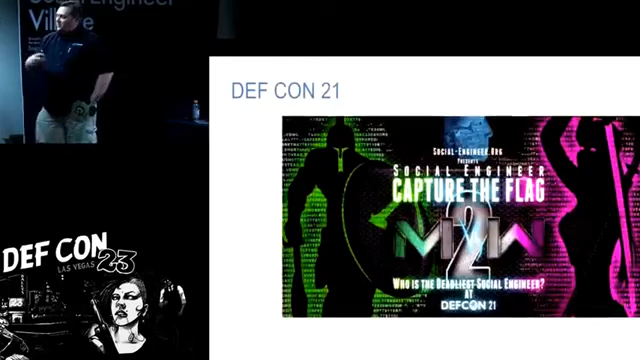 Social Engineer
Village
DEF CON 21
SOCIAL-ENGINEER.ORG
PRESENTS
SOCIAL ENGINEER
CAPTURE THE FLAG
2
WHO IS THE DEADLIEST SOCIAL ENGINEER?
AT
DEFCON 21
DEF CON
LAS VEGAS 23